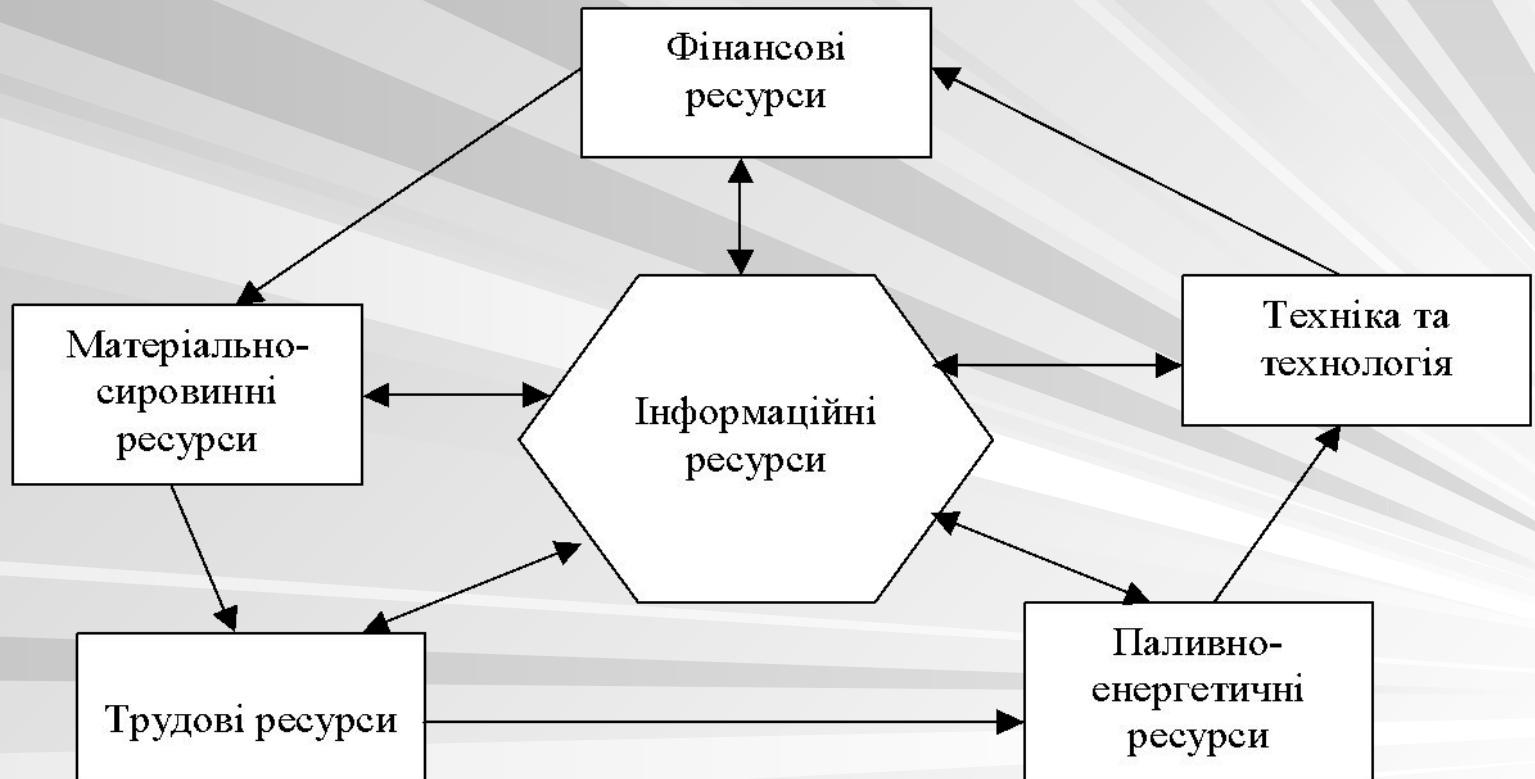 Фінансові
ресурси
Матеріально-
сировинні
ресурси
Інформаційні
ресурси
Техніка та
технологія
Трудові ресурси
Паливно-
енергетичні
ресурси